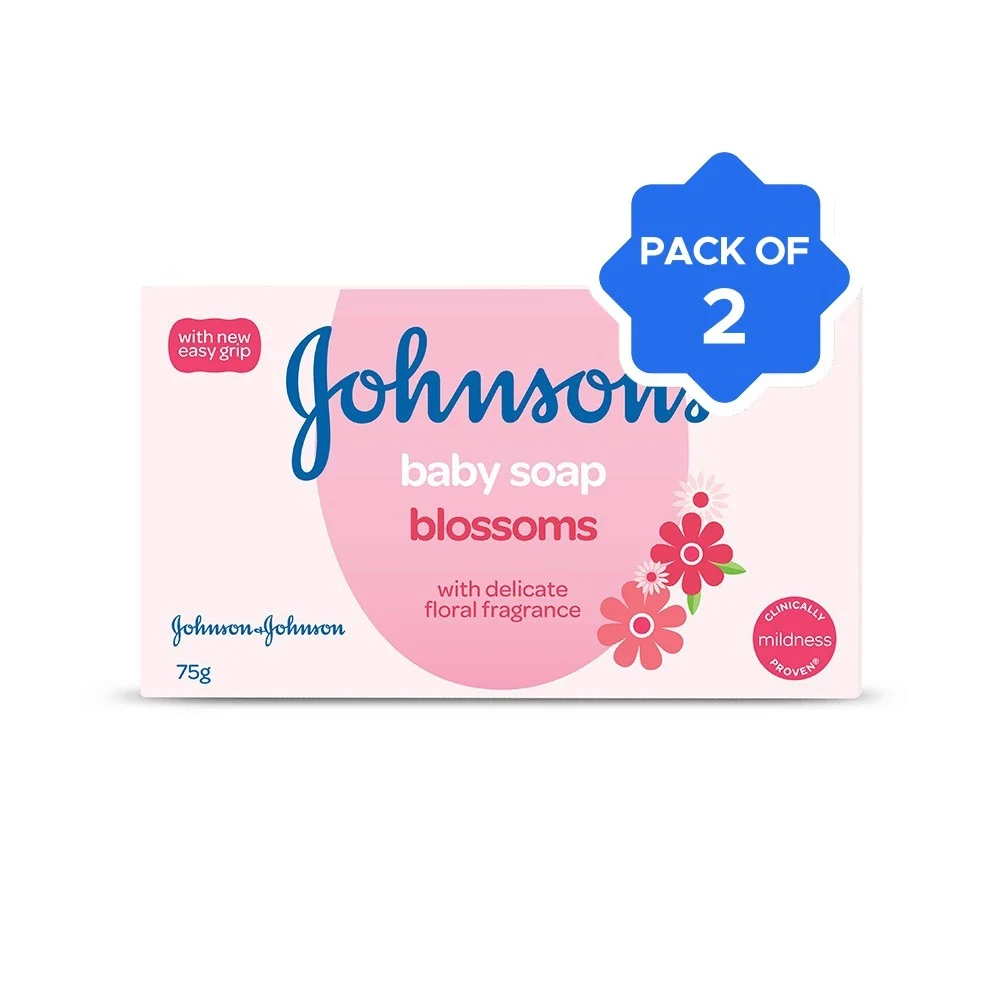 PACK OF
2
with new
easy grip
Johnson's
baby soap
blossoms
with delicate
floral fragrance
Johnson & Johnson
75g
CLINICALLY
mildness
PROVEN®